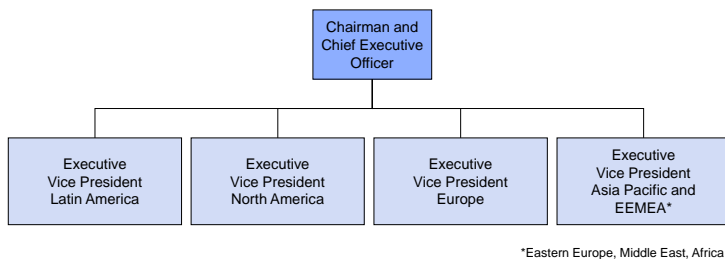 Chairman and
Chief Executive
Officer
Executive
Vice President
Latin America
Executive
Vice President
North America
Executive
Vice President
Europe
Executive
Vice President
Asia Pacific and
EEMEA*
*Eastern Europe, Middle East, Africa